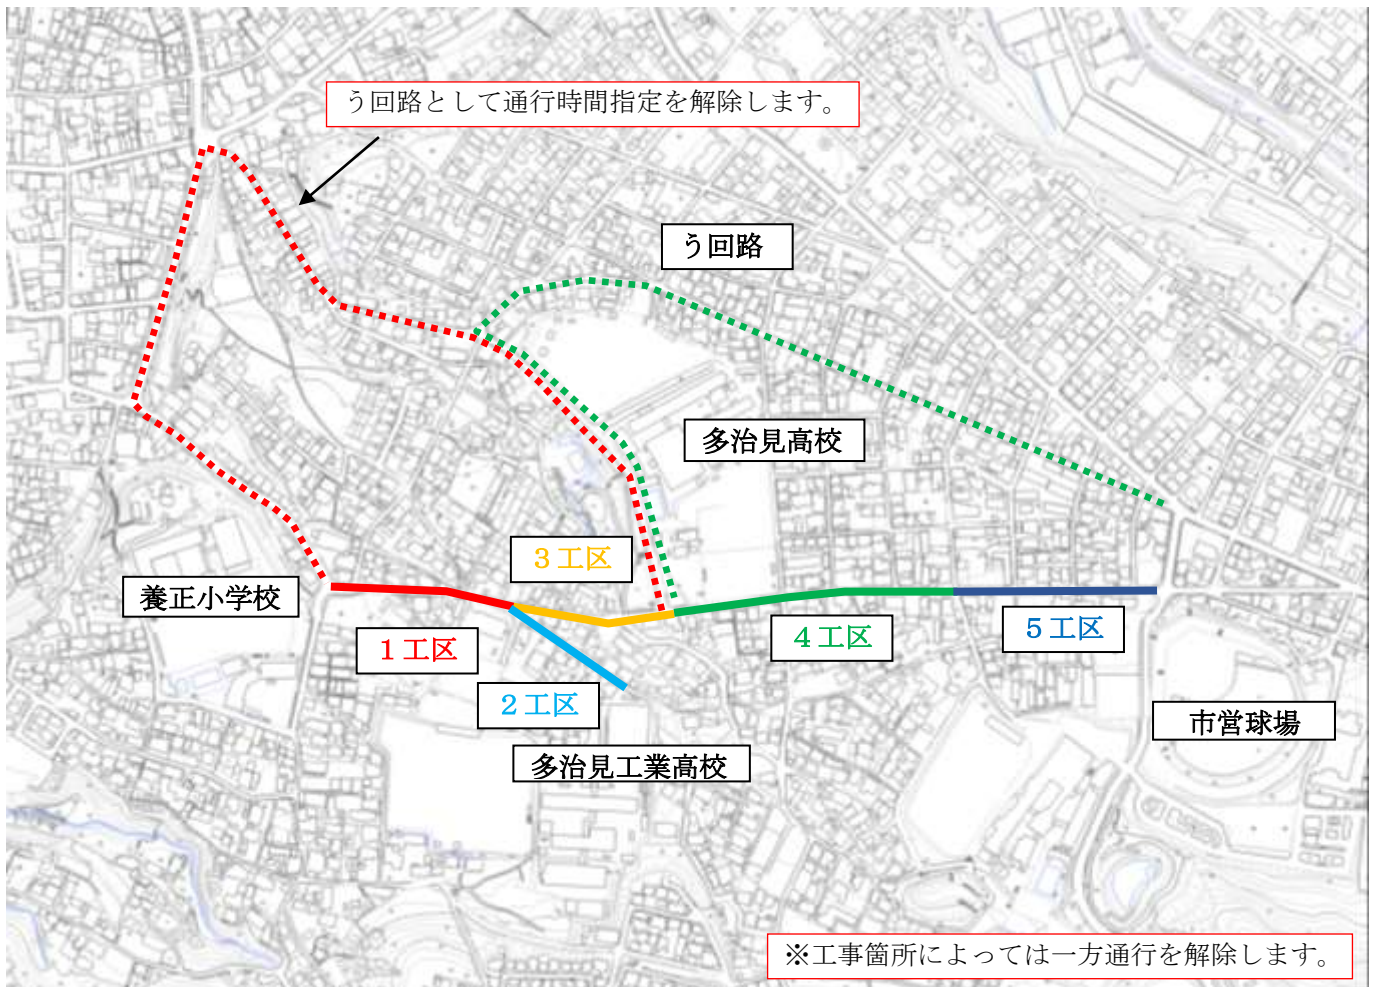 う回路として通行時間指定を解除します。
う回路
多治見高校
３工区
養正小学校
１工区
４工区
５工区
２工区
市営球場
多治見工業高校
※工事箇所によっては一方通行を解除します。